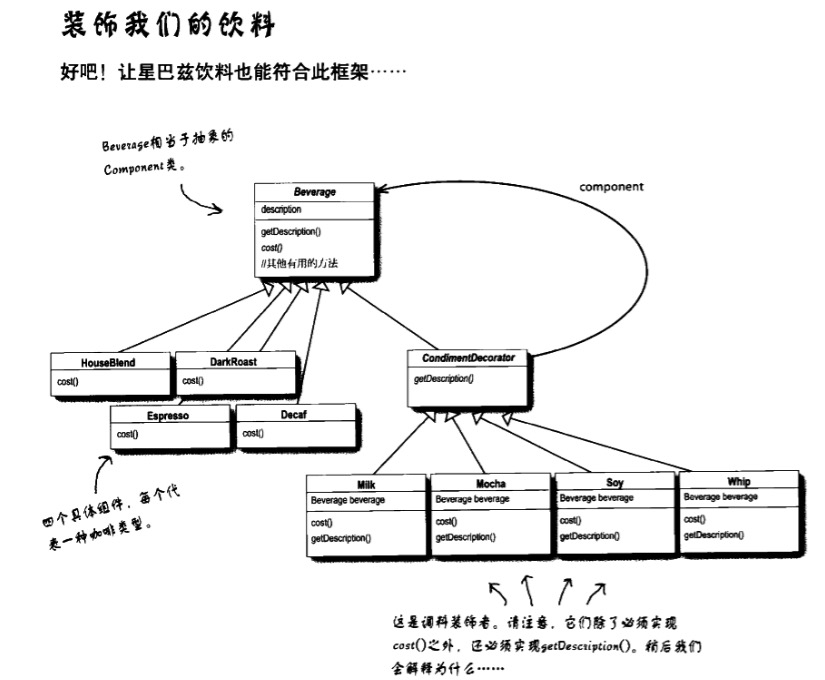 装饰我们的饮料
好吧！让星巴兹饮料也能符合此框架……
Beverage相当于抽象的
Component类。
component
Beverage
description
getDescription()
cost()
//其他有用的方法
HouseBlend
cost()
DarkRoast
cost()
Espresso
cost()
Decaf
cost()
CondimentDecorator
getDescription()
四个具体组件，每个代
表一种咖啡类型。
Milk
Beverage beverage
cost()
getDescription()
Mocha
Beverage beverage
cost()
getDescription()
Soy
Beverage beverage
cost()
getDescription()
Whip
Beverage beverage
cost()
getDescription()
这是调料装饰者。请注意，它们除了必须实现
cost()之外，还必须实现getDescription()。稍后我们
会解释为什么……